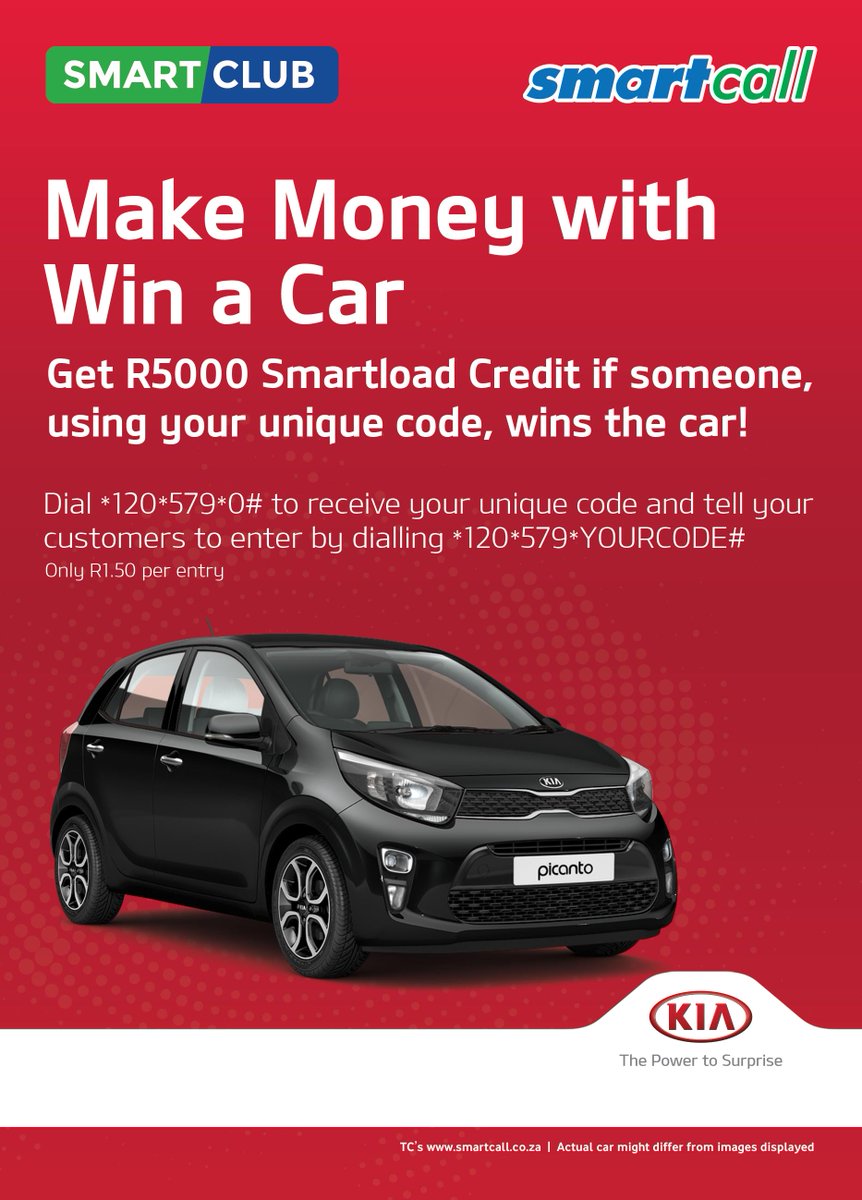 SMART CLUB
smartcall
Make Money with
Win a Car
Get R5000 Smartload Credit if someone,
using your unique code, wins the car!
Dial *120*579*0# to receive your unique code and tell your
customers to enter by dialling *120*579*YOURCODE#
Only R1.50 per entry
KIA
picanto
KIA
The Power to Surprise
TC's www.smartcall.co.za | Actual car might differ from images displayed